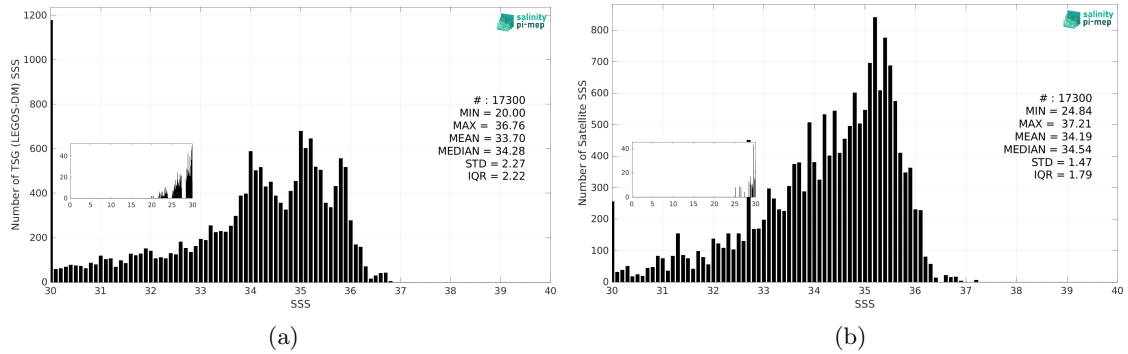 1200
1000
800
600
400
200
0
Number of TSG (LEGOS-DM) SSS
salinity
pi-mep
# : 17300
MIN = 20.00
MAX = 36.76
MEAN = 33.70
MEDIAN = 34.28
STD = 2.27
IQR = 2.22
40
20
0
0 5 10 15 20 25 30
30 31 32 33 34 35 36 37 38 39 40
SSS
(a)
800
700
600
500
400
300
200
100
0
Number of Satellite SSS
salinity
pi-mep
# : 17300
MIN = 24.84
MAX = 37.21
MEAN = 34.19
MEDIAN = 34.54
STD = 1.47
IQR = 1.79
40
20
0
0 5 10 15 20 25 30
30 31 32 33 34 35 36 37 38 39 40
SSS
(b)